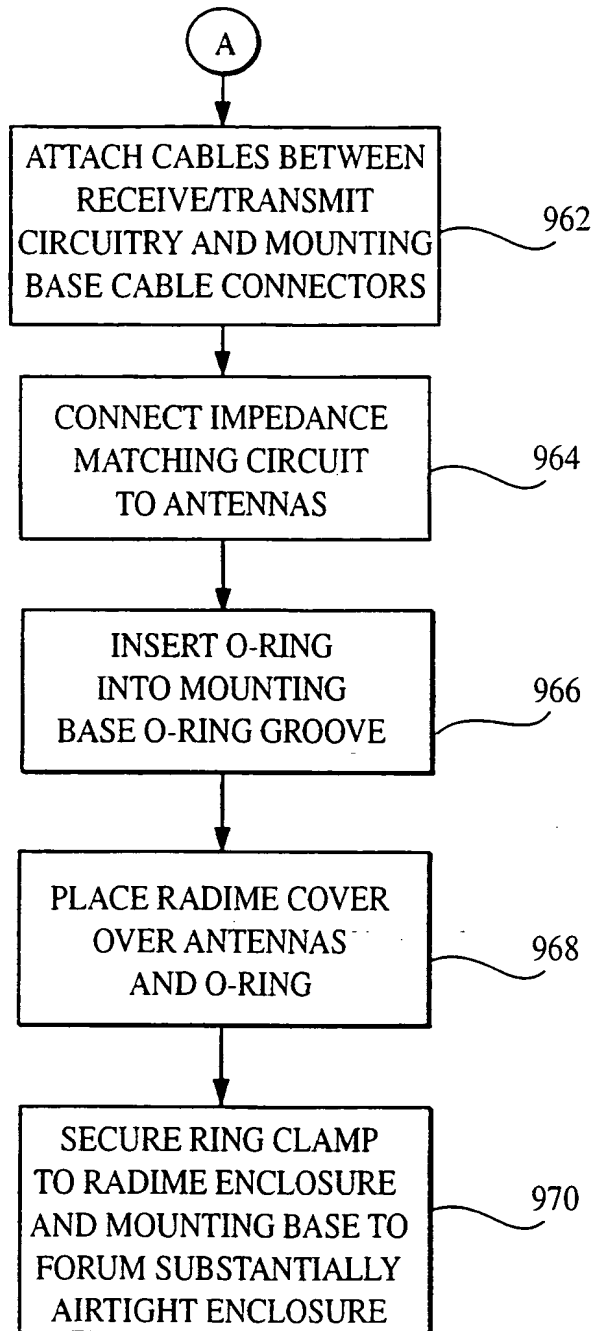 A
ATTACH CABLES BETWEEN
RECEIVE/TRANSMIT
CIRCUITRY AND MOUNTING
BASE CABLE CONNECTORS
962
CONNECT IMPEDANCE
MATCHING CIRCUIT
TO ANTENNAS
964
INSERT O-RING
INTO MOUNTING
BASE O-RING GROOVE
966
PLACE RADIME COVER
OVER ANTENNAS
AND O-RING
968
SECURE RING CLAMP
TO RADIME ENCLOSURE
AND MOUNTING BASE TO
FORUM SUBSTANTIALLY
AIRTIGHT ENCLOSURE
970